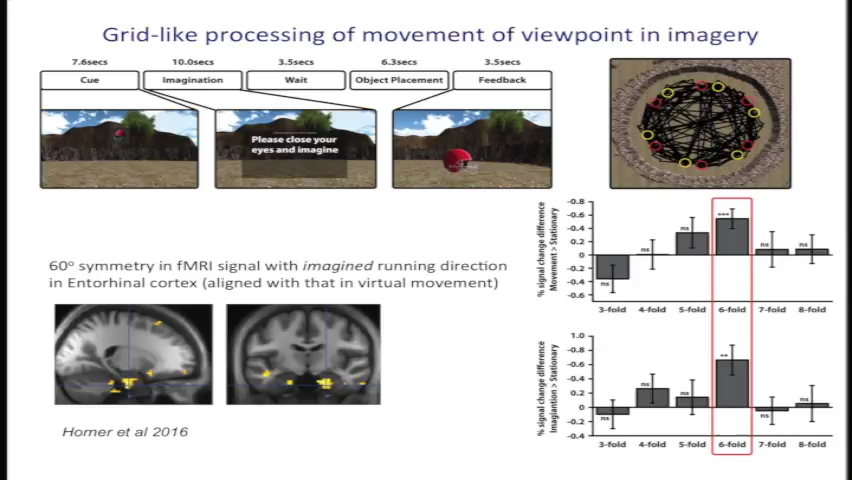 Grid-like processing of movement of viewpoint in imagery
7.6secs 10.0secs 3.5secs 6.3secs 3.5secs
Cue Imagination Wait Object Placement Feedback
Please close your
eyes and imagine
60o symmetry in fMRI signal with imagined running direction
in Entorhinal cortex (aligned with that in virtual movement)
Horner et al 2016
% signal change difference
Movement > Stationary
-0.8
-0.6
-0.4
-0.2
0
-0.2
-0.4
-0.6
ns ns ns *** ns ns
3-fold 4-fold 5-fold 6-fold 7-fold 8-fold
% signal change difference
Imagiantion > Stationary
1.0
-0.8
-0.6
-0.4
-0.2
0
-0.2
-0.4
ns ns ns ** ns ns
3-fold 4-fold 5-fold 6-fold 7-fold 8-fold